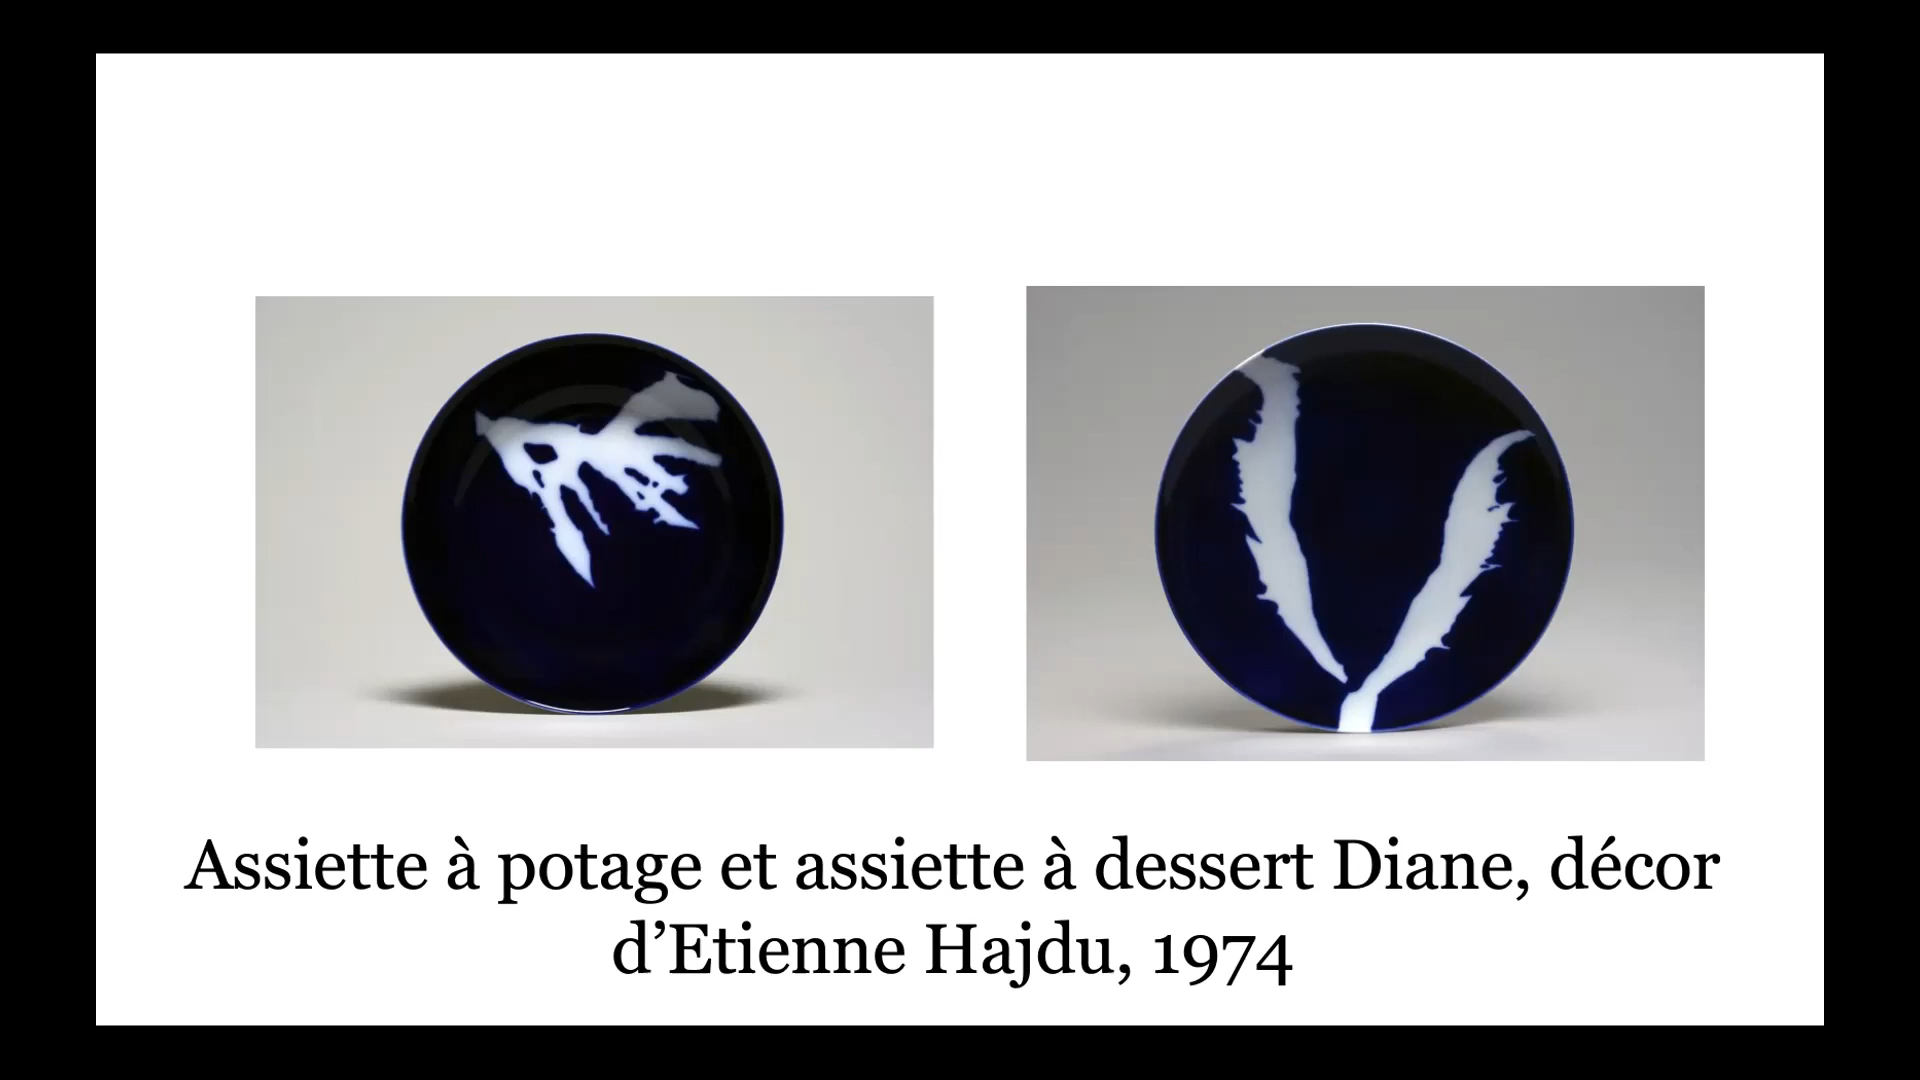 Assiette à potage et assiette à dessert Diane, décor
d’Etienne Hajdu, 1974